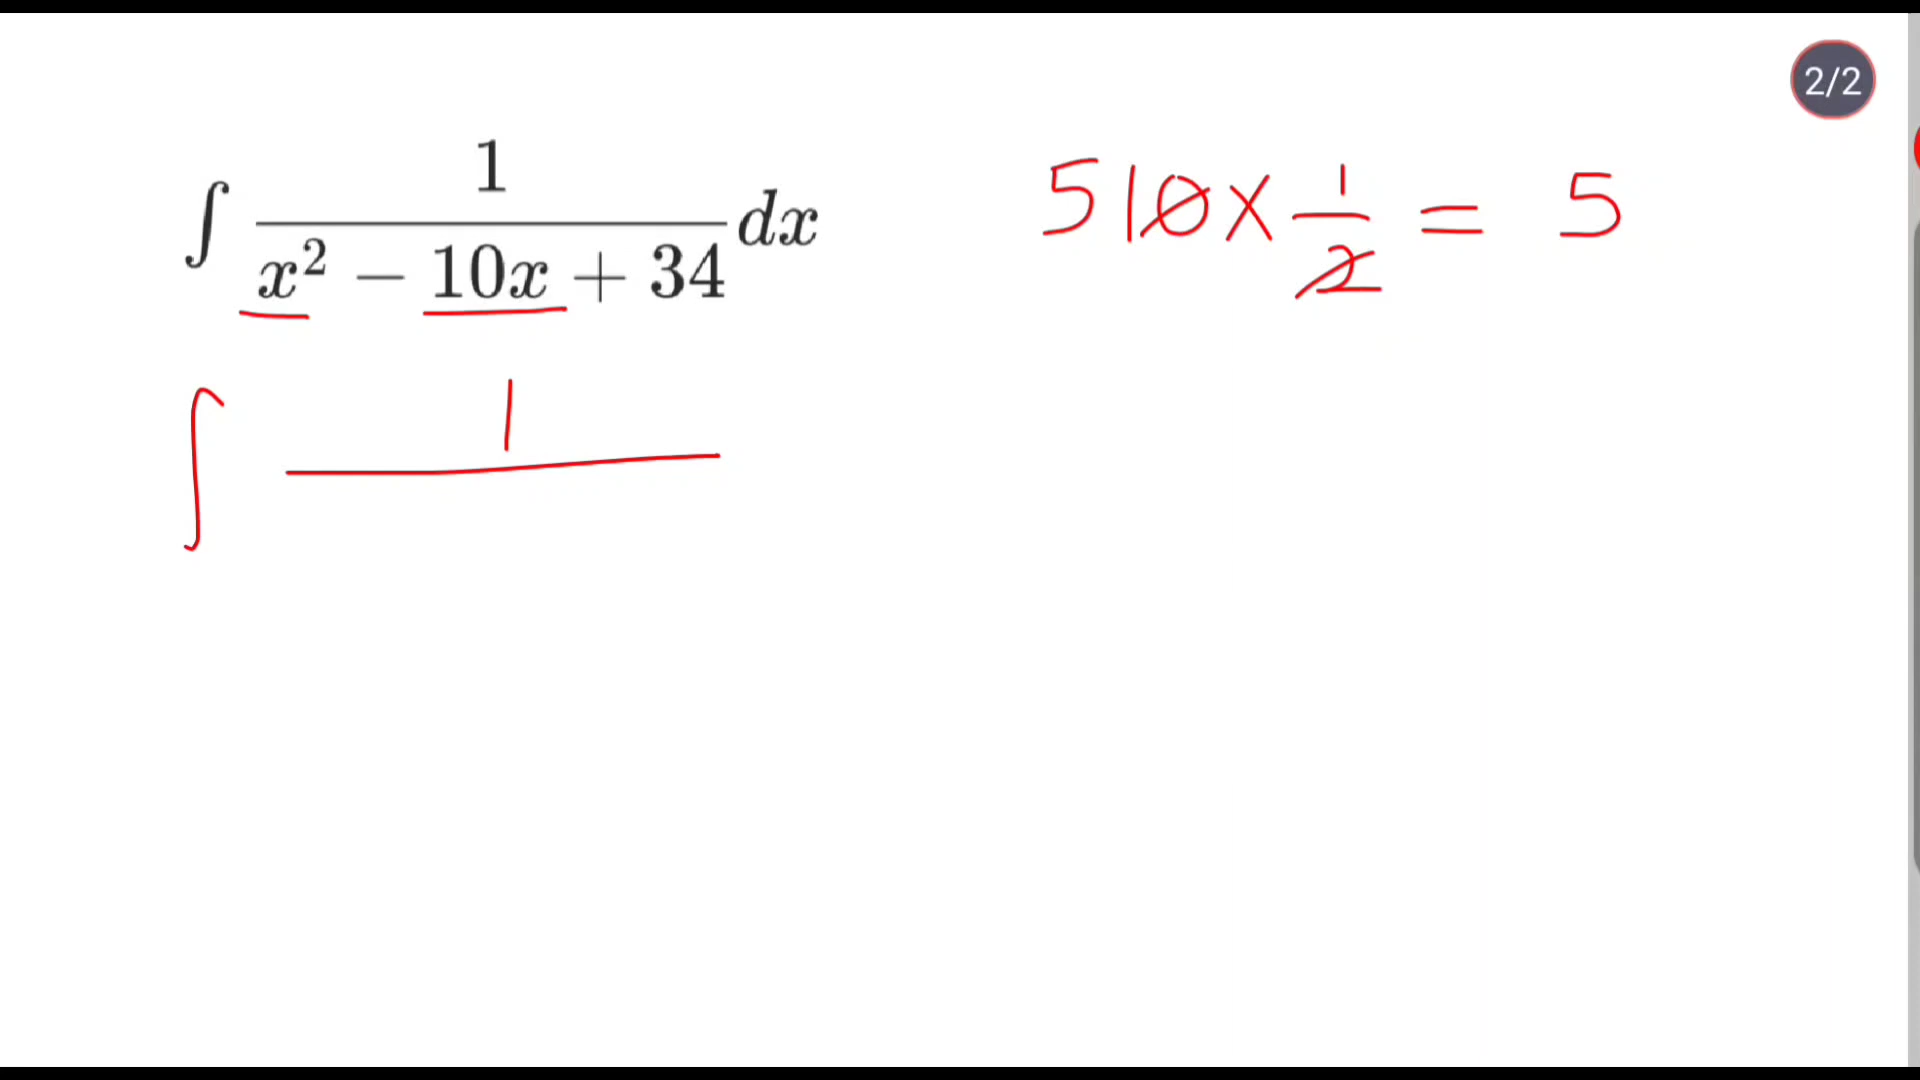 2/2
∫ 1/(x² − 10x + 34) dx
5 10 × 1/2 = 5
∫ 1/